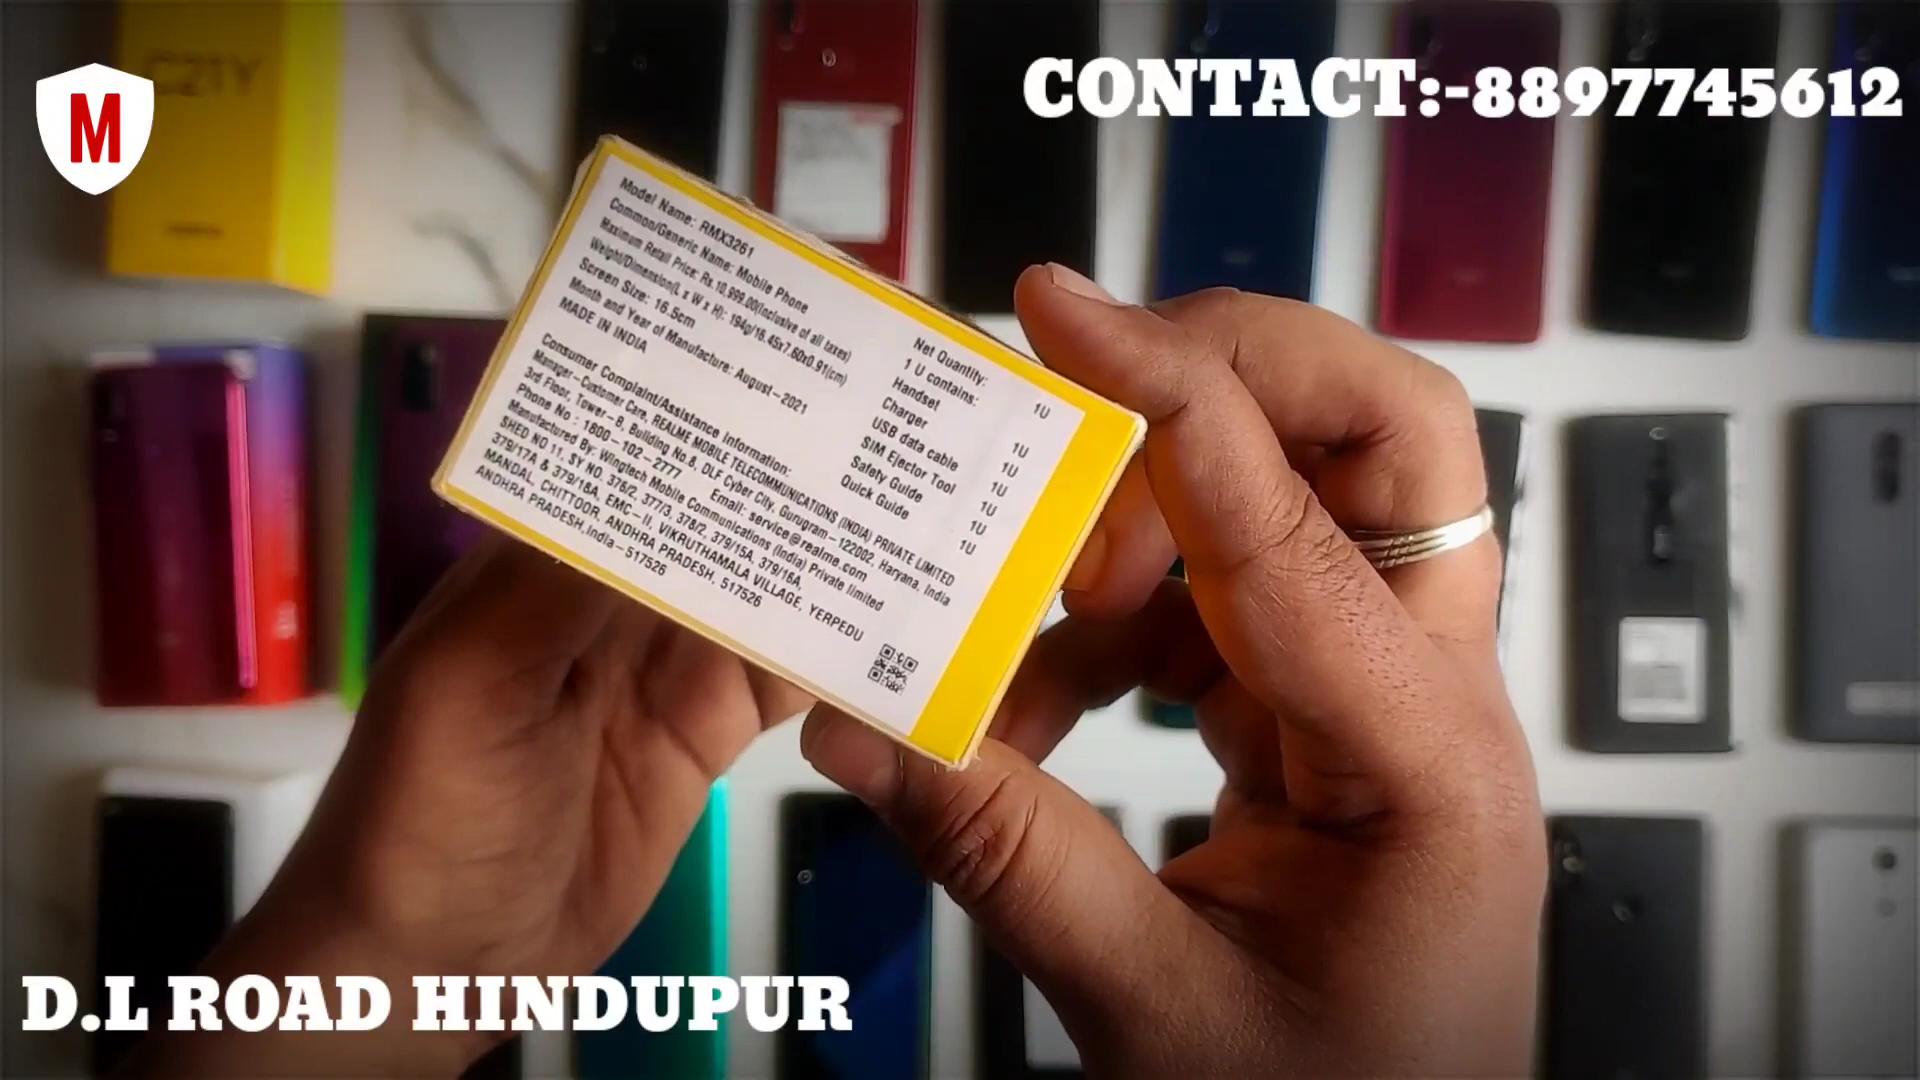 C21Y
M
CONTACT:-8897745612
Model Name: RMX3261
Common/Generic Name: Mobile Phone
Maximum Retail Price: Rs.10,999.00(inclusive of all taxes)
Weight/Dimension(L x W x H): 194g/16.45x7.60x0.91(cm)
Screen Size: 16.5cm
Month and Year of Manufacture: August-2021
MADE IN INDIA
Net Quantity: 1U
1 U contains:
Handset 1U
Charger 1U
USB data cable 1U
SIM Ejector Tool 1U
Safety Guide 1U
Quick Guide 1U
Consumer Complaint/Assistance Information:
Manager-Customer Care, REALME MOBILE TELECOMMUNICATIONS (INDIA) PRIVATE LIMITED
3rd Floor, Tower-B, Building No.8, DLF Cyber City, Gurugram-122002, Haryana, India
Phone No : 1800-102-2777 Email: service@realme.com
Manufactured By: Wingtech Mobile Communications (India) Private limited
SHED NO 11, SY NO. 376/2, 377/3, 378/2, 379/15A, 379/16A,
379/17A & 379/18A, EMC-II, VIKRUTHAMALA VILLAGE, YERPEDU
MANDAL, CHITTOOR, ANDHRA PRADESH, 517526
ANDHRA PRADESH,India-517526
D.L ROAD HINDUPUR